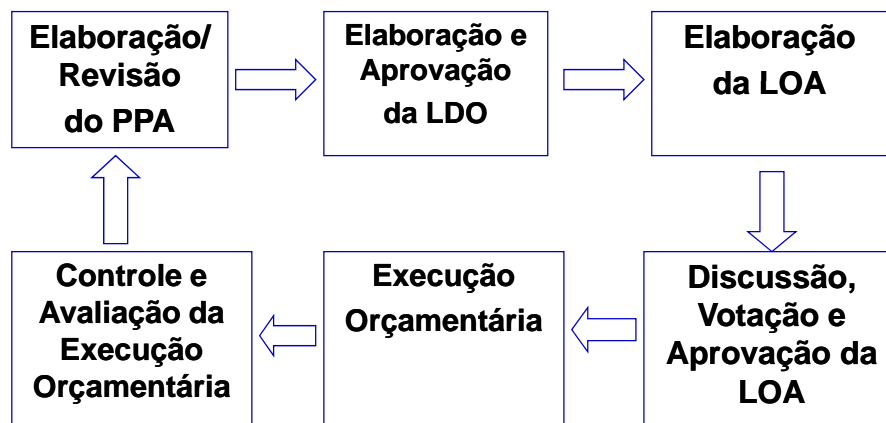 Elaboração/
Revisão
do PPA
Elaboração e
Aprovação
da LDO
Elaboração
da LOA
Controle e
Avaliação da
Execução
Orçamentária
Execução
Orçamentária
Discussão,
Votação e
Aprovação da
LOA